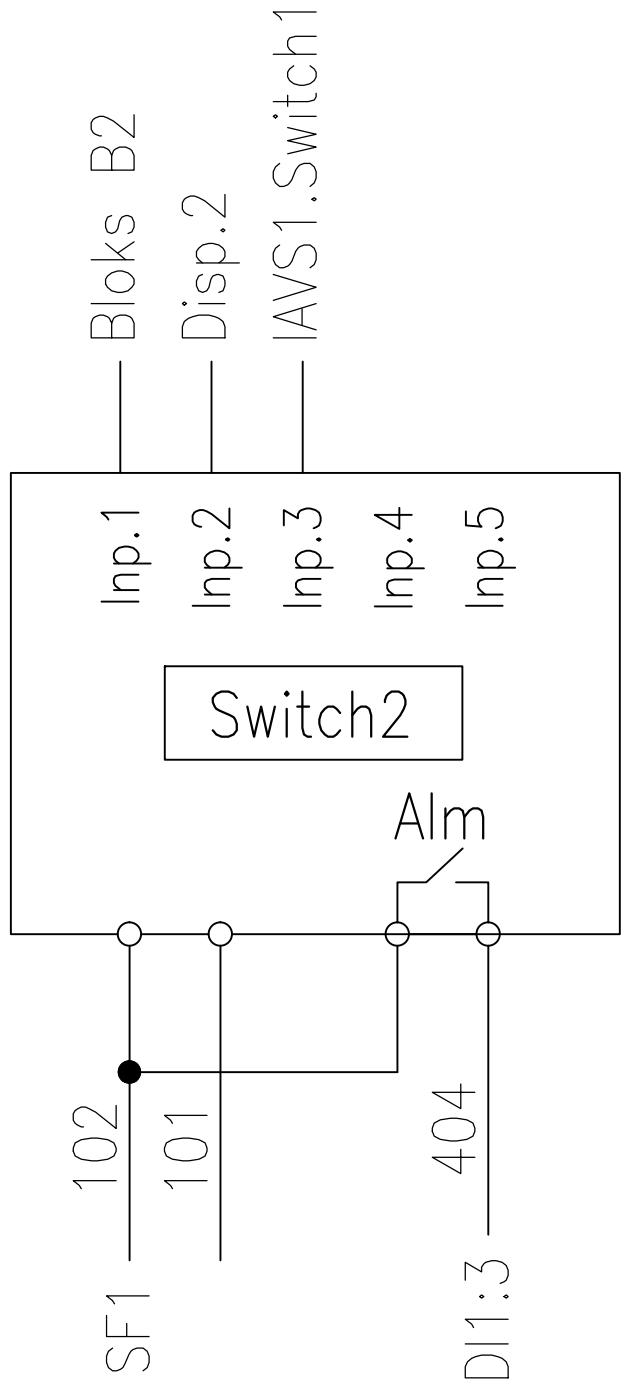 Bloks B2
Disp.2
IAVS1.Switch1
Inp.1
Inp.2
Inp.3
Inp.4
Inp.5
Switch2
Alm
102
101
404
SF1
DI1:3